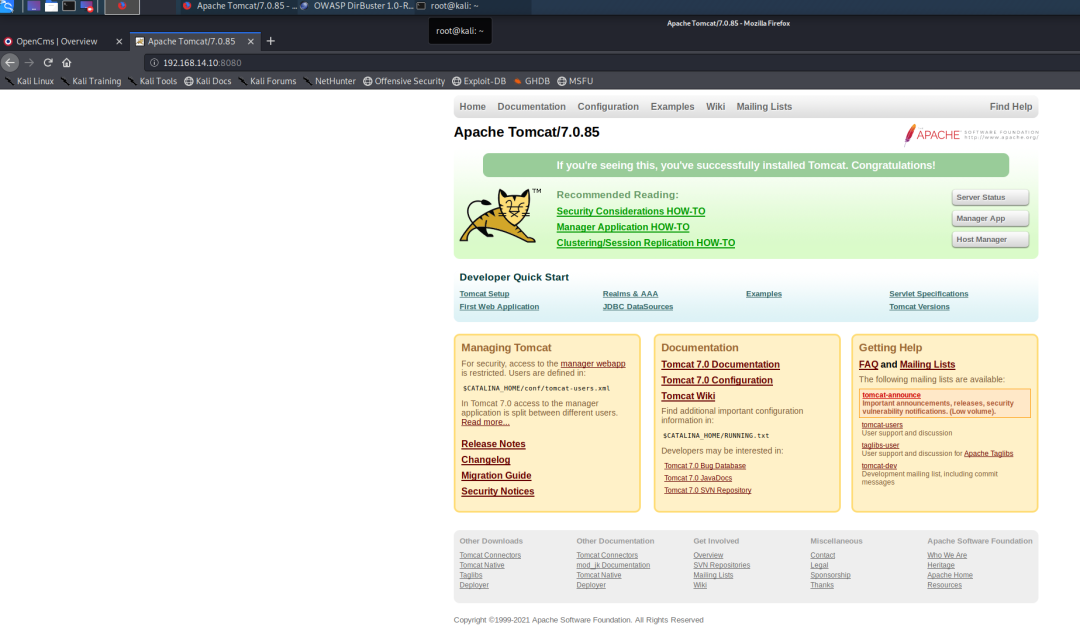 Apache Tomcat/7.0.85 - ...
OWASP DirBuster 1.0-R...
root@kali: ~
Apache Tomcat/7.0.85 - Mozilla Firefox
root@kali: ~
OpenCms | Overview
Apache Tomcat/7.0.85
192.168.14.10:8080
Kali Linux Kali Training Kali Tools Kali Docs Kali Forums NetHunter Offensive Security Exploit-DB GHDB MSFU
Home Documentation Configuration Examples Wiki Mailing Lists Find Help
Apache Tomcat/7.0.85
APACHE SOFTWARE FOUNDATION
http://www.apache.org/
If you're seeing this, you've successfully installed Tomcat. Congratulations!
TM
Recommended Reading:
Security Considerations HOW-TO
Manager Application HOW-TO
Clustering/Session Replication HOW-TO
Server Status
Manager App
Host Manager
Developer Quick Start
Tomcat Setup
First Web Application
Realms & AAA
JDBC DataSources
Examples
Servlet Specifications
Tomcat Versions
Managing Tomcat
For security, access to the manager webapp
is restricted. Users are defined in:
$CATALINA_HOME/conf/tomcat-users.xml
In Tomcat 7.0 access to the manager
application is split between different users.
Read more...
Release Notes
Changelog
Migration Guide
Security Notices
Documentation
Tomcat 7.0 Documentation
Tomcat 7.0 Configuration
Tomcat Wiki
Find additional important configuration
information in:
$CATALINA_HOME/RUNNING.txt
Developers may be interested in:
Tomcat 7.0 Bug Database
Tomcat 7.0 JavaDocs
Tomcat 7.0 SVN Repository
Getting Help
FAQ and Mailing Lists
The following mailing lists are available:
tomcat-announce
Important announcements, releases, security
vulnerability notifications. (Low volume).
tomcat-users
User support and discussion
taglibs-user
User support and discussion for Apache Taglibs
tomcat-dev
Development mailing list, including commit
messages
Other Downloads
Tomcat Connectors
Tomcat Native
Taglibs
Deployer
Other Documentation
Tomcat Connectors
mod_jk Documentation
Tomcat Native
Deployer
Get Involved
Overview
SVN Repositories
Mailing Lists
Wiki
Miscellaneous
Contact
Legal
Sponsorship
Thanks
Apache Software Foundation
Who We Are
Heritage
Apache Home
Resources
Copyright ©1999-2021 Apache Software Foundation. All Rights Reserved